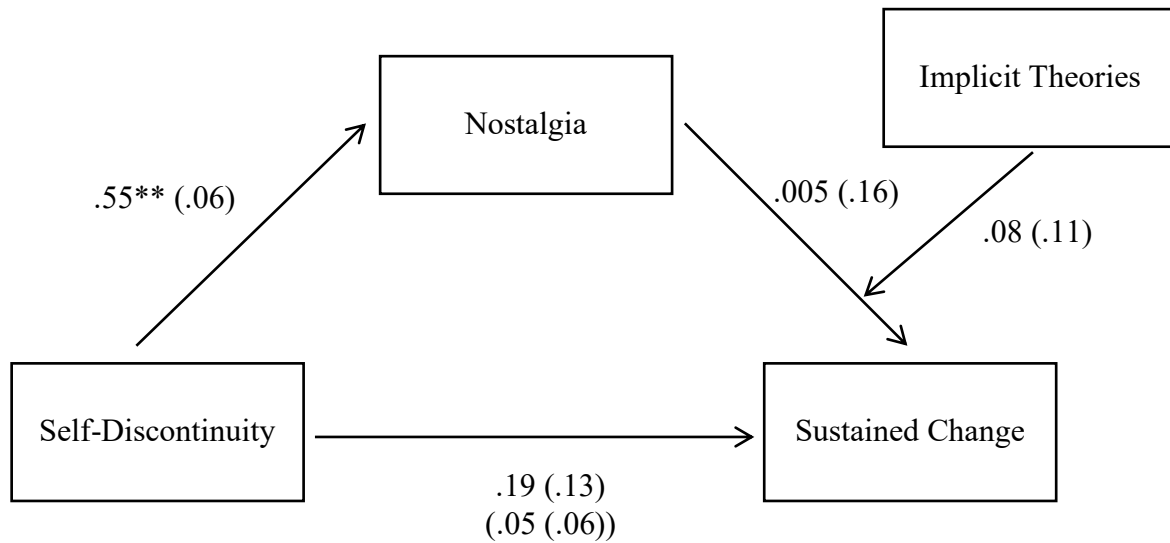 Implicit Theories
Nostalgia
.55** (.06)
.005 (.16)
.08 (.11)
Self-Discontinuity
Sustained Change
.19 (.13)
(.05 (.06))